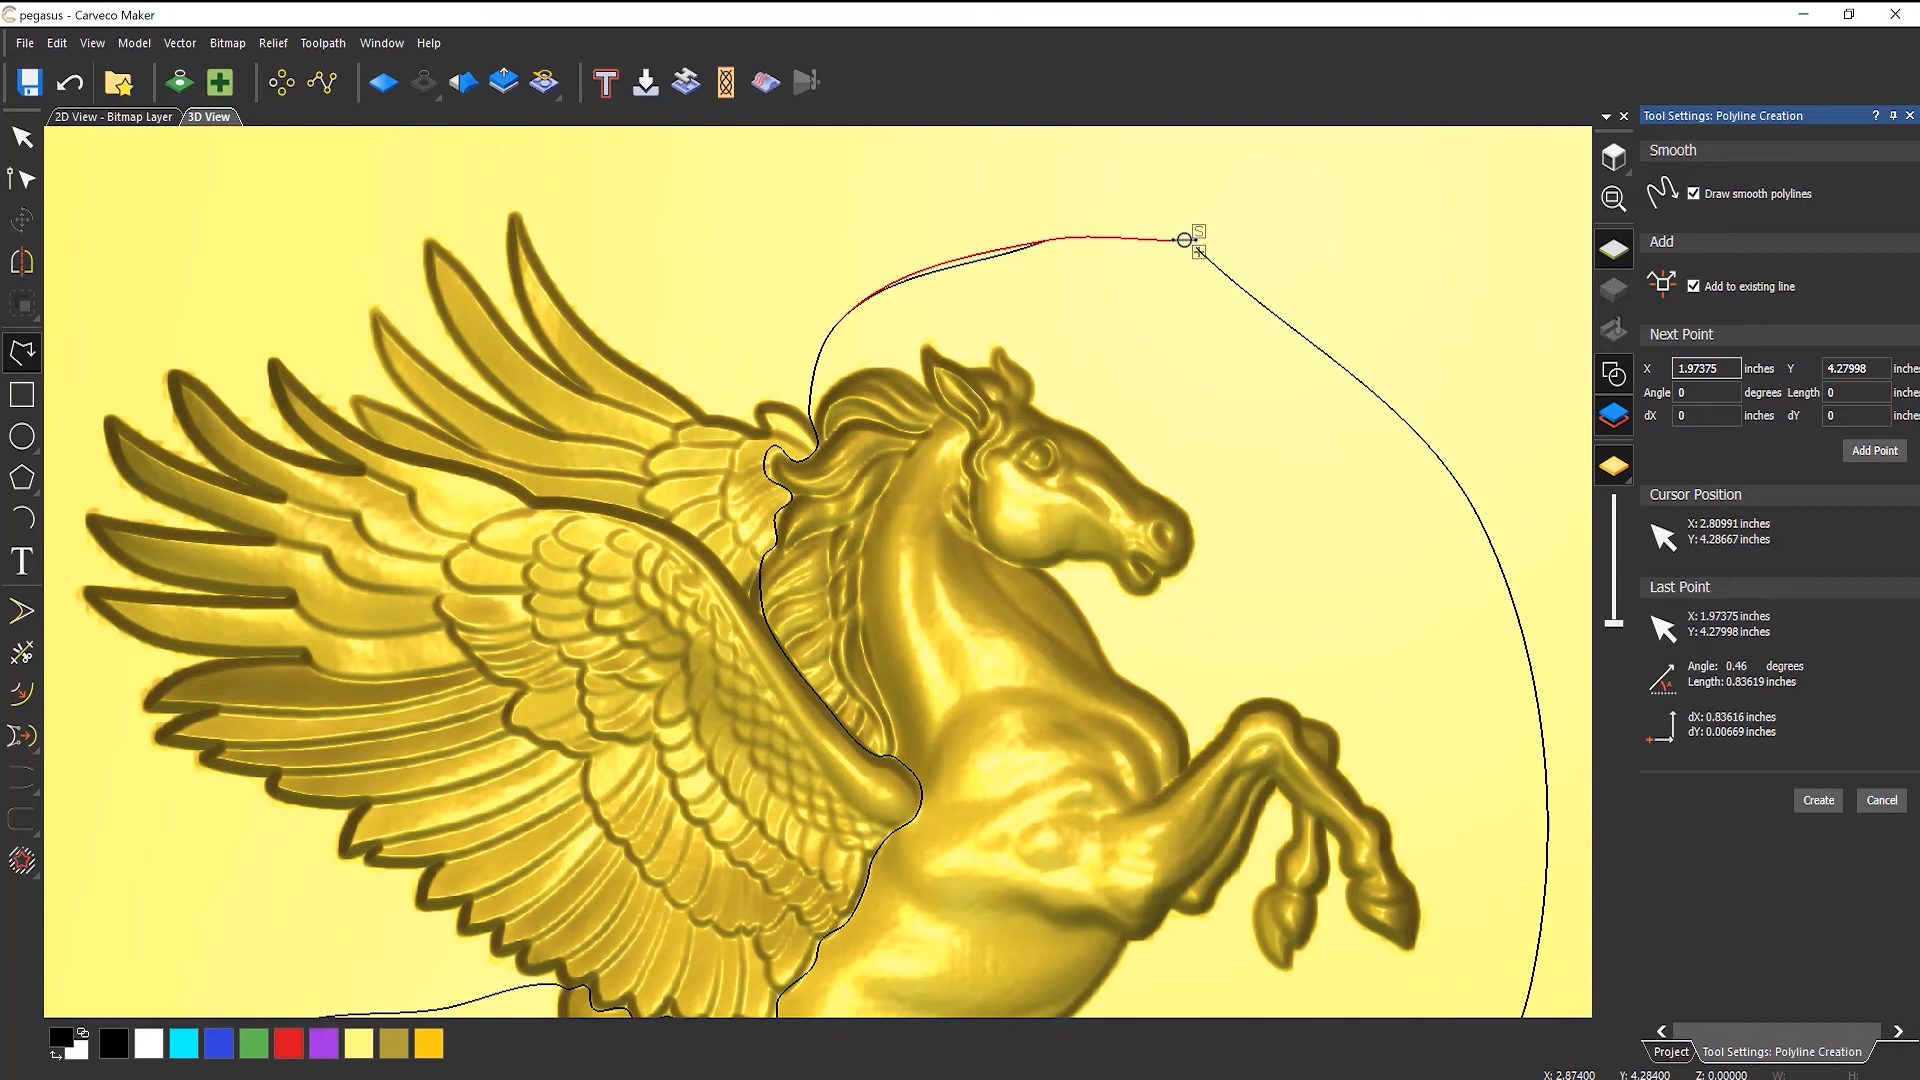 pegasus - Carveco Maker
File Edit View Model Vector Bitmap Relief Toolpath Window Help
2D View - Bitmap Layer 3D View
Tool Settings: Polyline Creation
Smooth
Draw smooth polylines
Add
Add to existing line
Next Point
X 1.97375 inches Y 4.27998 inches
Angle 0 degrees Length 0 inches
dX 0 inches dY 0 inches
Add Point
Cursor Position
X: 2.80991 inches
Y: 4.28667 inches
Last Point
X: 1.97375 inches
Y: 4.27998 inches
Angle: 0.46 degrees
Length: 0.83619 inches
dX: 0.83616 inches
dY: 0.00669 inches
Create Cancel
S
Project Tool Settings: Polyline Creation
X: 2.87400 Y: 4.28400 Z: 0.00000 W: H: